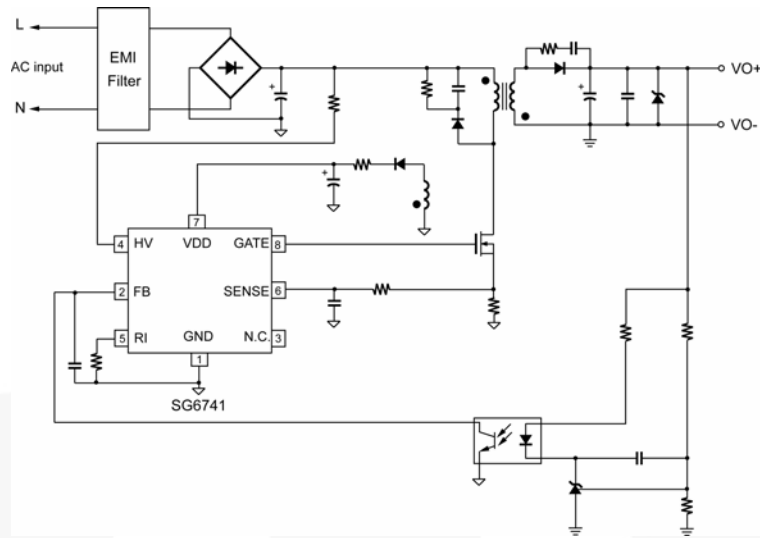 L
AC input
N
EMI
Filter
VO+
VO-
7
4 HV VDD GATE 8
2 FB SENSE 6
5 RI GND N.C. 3
1
SG6741
+
+
+